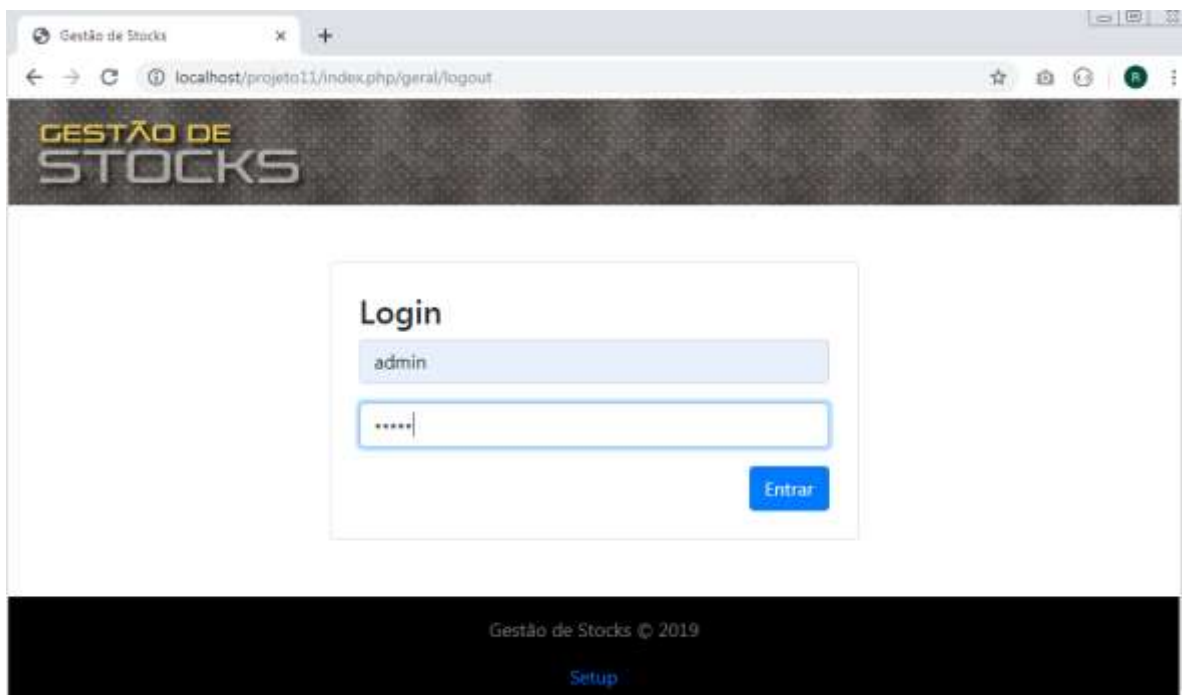 Gestão de Stocks
localhost/projeto11/index.php/geral/logout
R
GESTÃO DE
STOCKS
Login
admin
•••••
Entrar
Gestão de Stocks © 2019
Setup